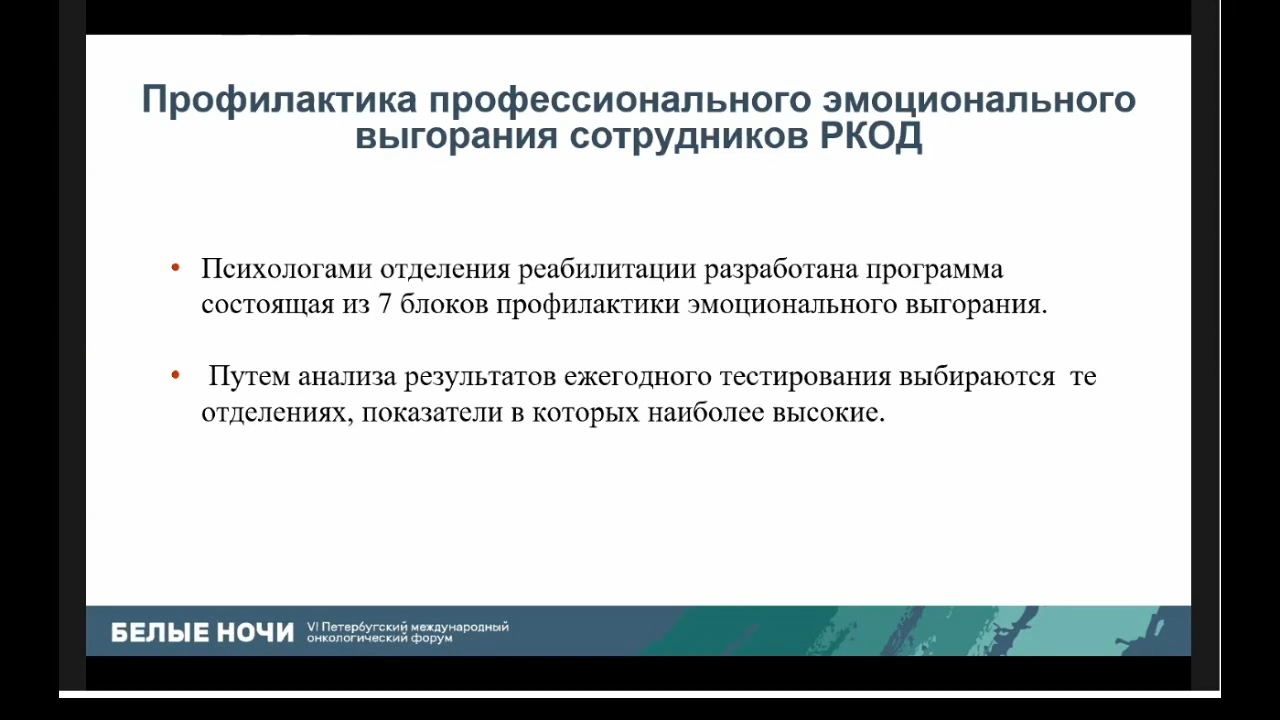 Профилактика профессионального эмоционального
выгорания сотрудников РКОД
• Психологами отделения реабилитации разработана программа
состоящая из 7 блоков профилактики эмоционального выгорания.
• Путем анализа результатов ежегодного тестирования выбираются те
отделениях, показатели в которых наиболее высокие.
БЕЛЫЕ НОЧИ
VI Петербугский международный
онкологический форум